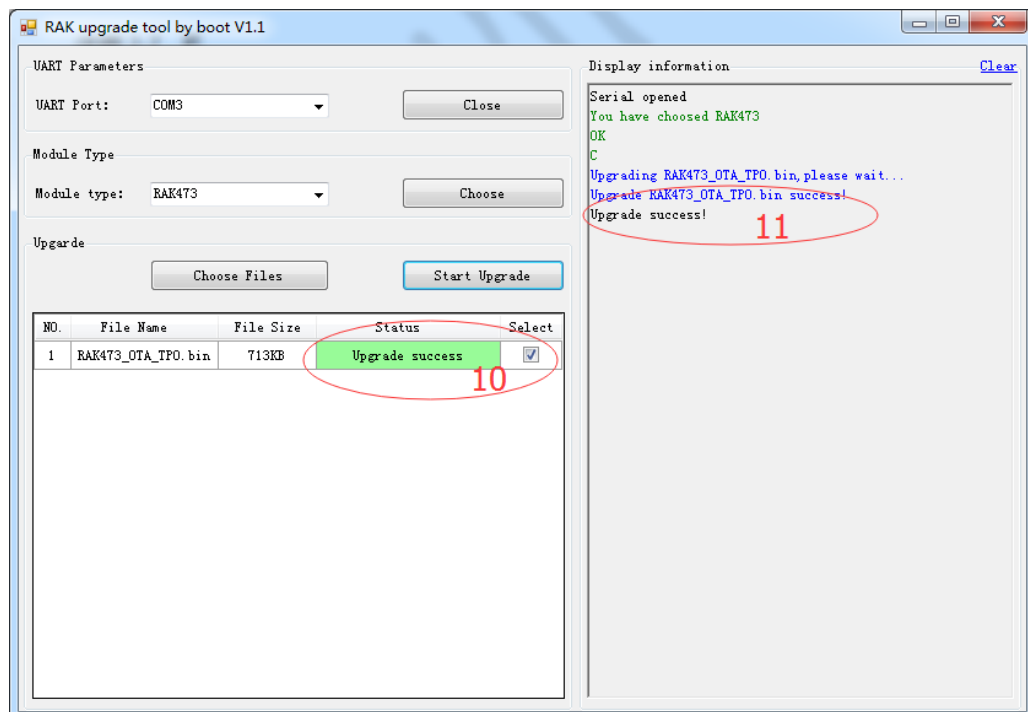 RAK upgrade tool by boot V1.1
UART Parameters
UART Port:
COM3
Close
Module Type
Module type:
RAK473
Choose
Upgarde
Choose Files
Start Upgrade
NO. File Name File Size Status Select
1 RAK473_OTA_TPO.bin 713KB Upgrade success
10
Display information
Clear
Serial opened
You have choosed RAK473
OK
C
Upgrading RAK473_OTA_TPO.bin,please wait...
Upgrade RAK473_OTA_TPO.bin success!
Upgrade success!
11